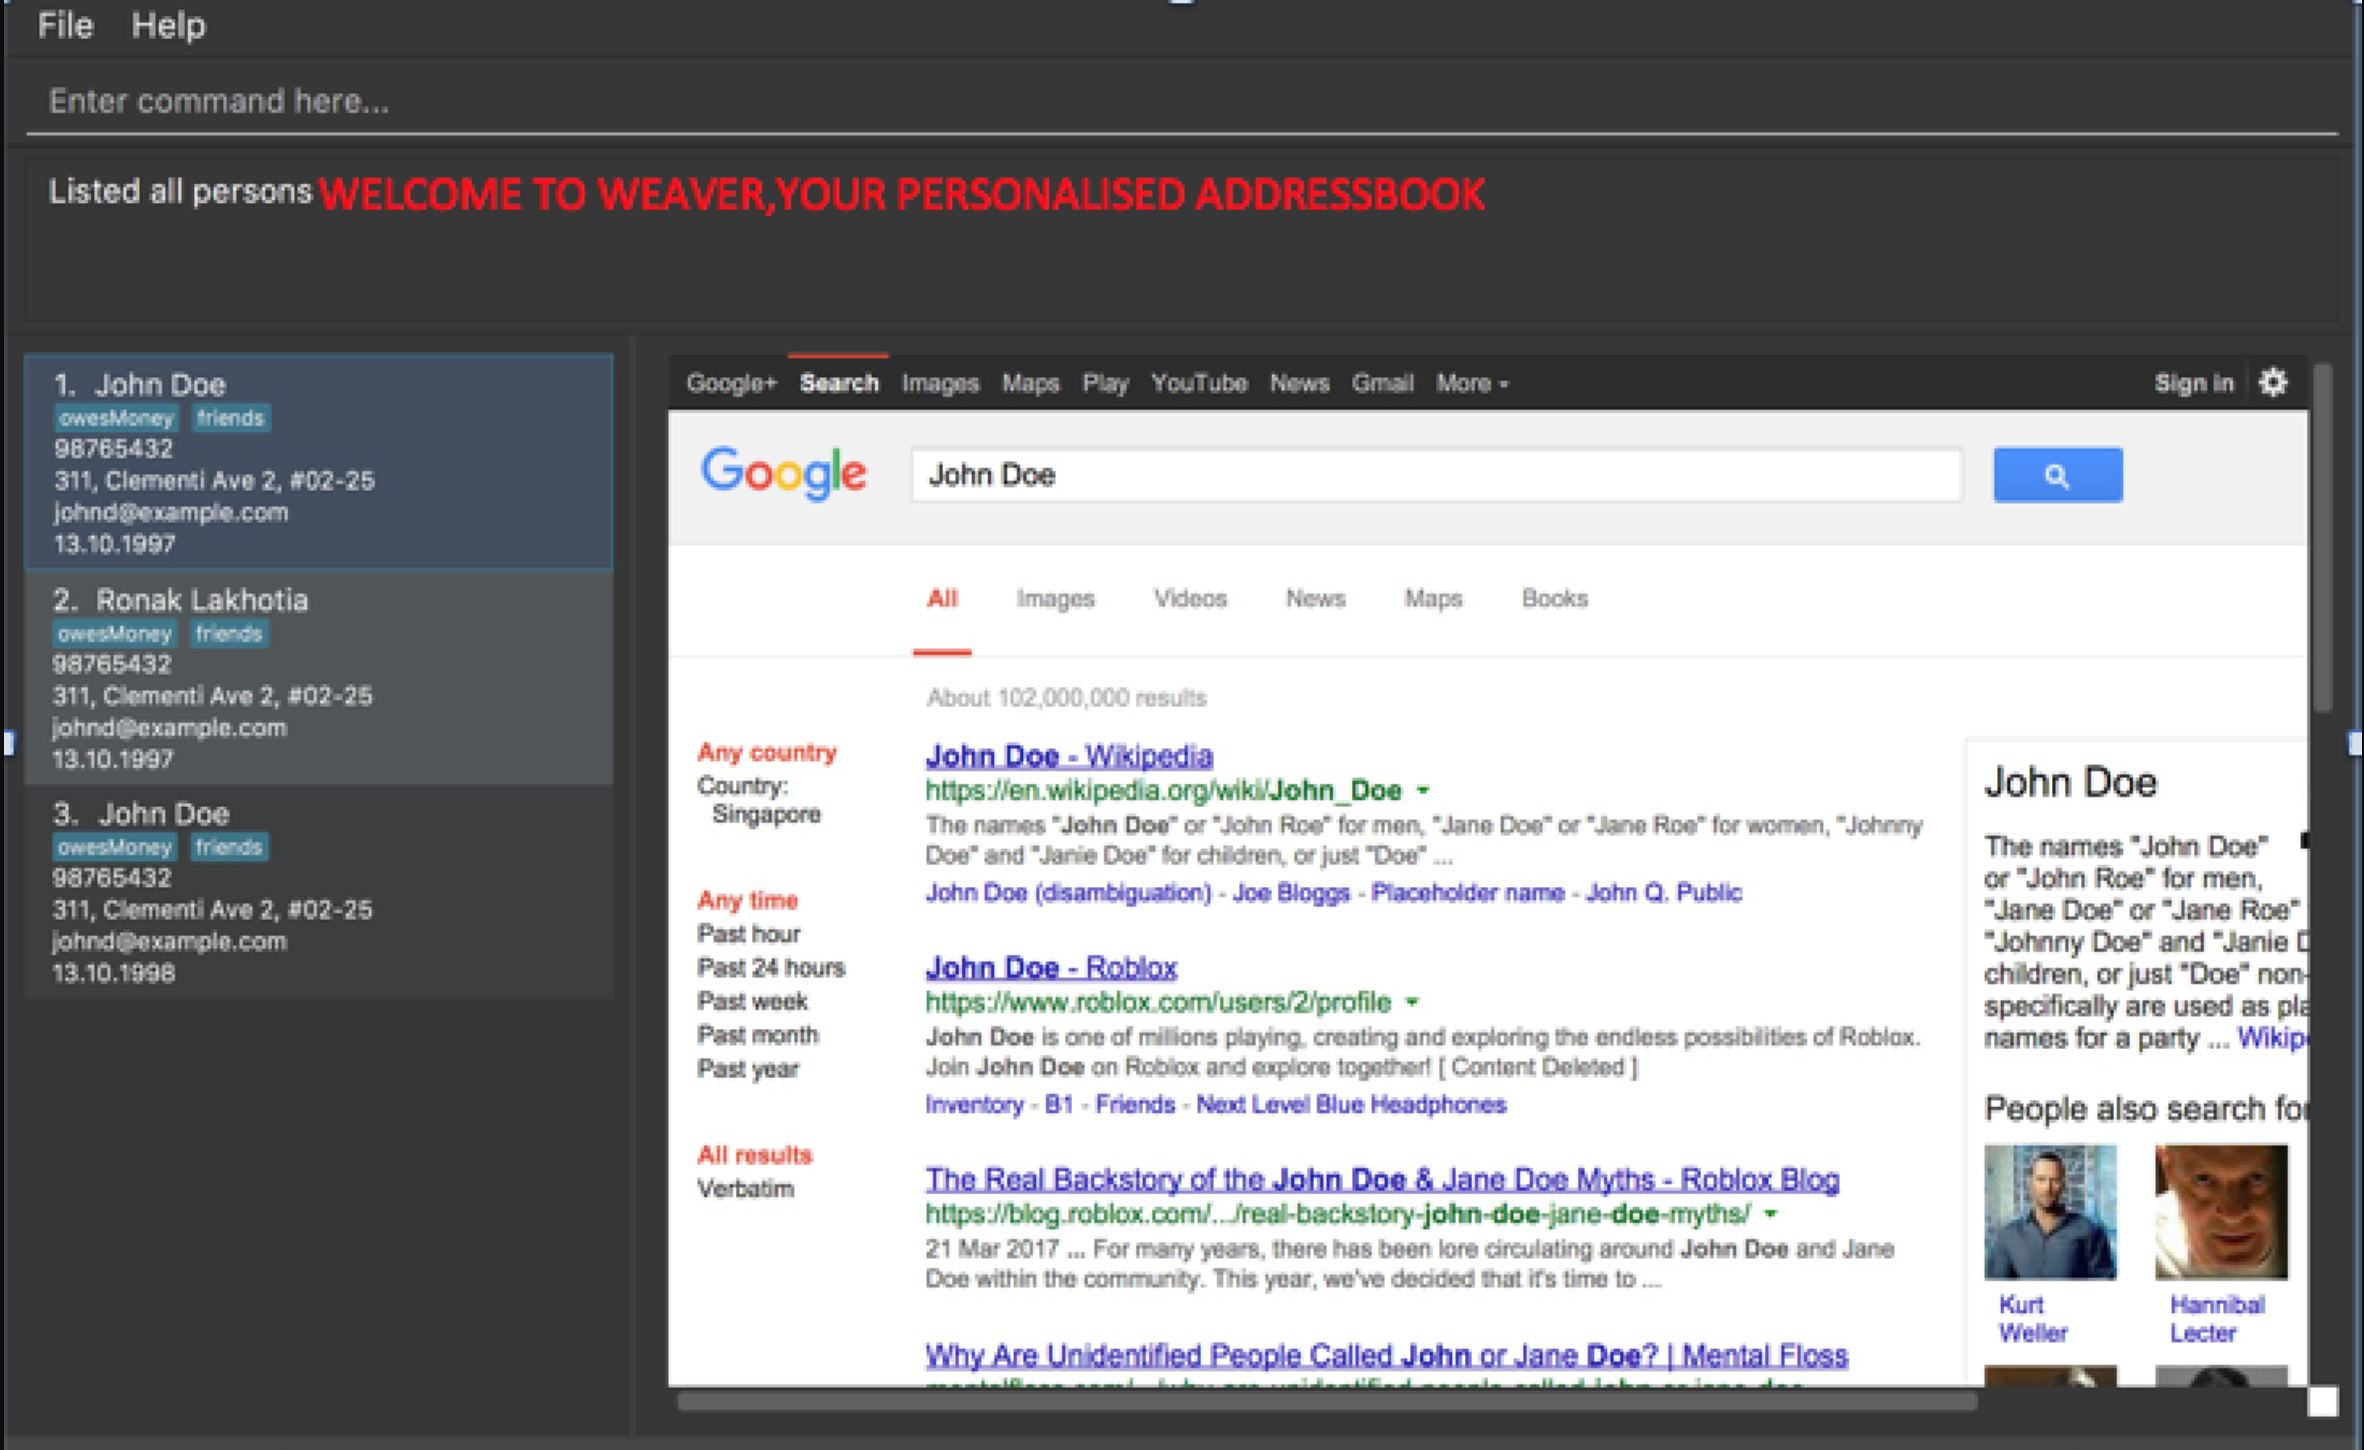 File Help
Enter command here...
Listed all persons WELCOME TO WEAVER,YOUR PERSONALISED ADDRESSBOOK
1. John Doe
owesMoney friends
98765432
311, Clementi Ave 2, #02-25
johnd@example.com
13.10.1997
2. Ronak Lakhotia
owesMoney friends
98765432
311, Clementi Ave 2, #02-25
johnd@example.com
13.10.1997
3. John Doe
owesMoney friends
98765432
311, Clementi Ave 2, #02-25
johnd@example.com
13.10.1998
Google+ Search Images Maps Play YouTube News Gmail More Sign in
Google John Doe
All Images Videos News Maps Books
About 102,000,000 results
Any country
Country:
Singapore
Any time
Past hour
Past 24 hours
Past week
Past month
Past year
All results
Verbatim
John Doe - Wikipedia
https://en.wikipedia.org/wiki/John_Doe
The names "John Doe" or "John Roe" for men, "Jane Doe" or "Jane Roe" for women, "Johnny
Doe" and "Janie Doe" for children, or just "Doe" ...
John Doe (disambiguation) - Joe Bloggs - Placeholder name - John Q. Public
John Doe - Roblox
https://www.roblox.com/users/2/profile
John Doe is one of millions playing, creating and exploring the endless possibilities of Roblox.
Join John Doe on Roblox and explore together! [ Content Deleted ]
Inventory - B1 - Friends - Next Level Blue Headphones
The Real Backstory of the John Doe & Jane Doe Myths - Roblox Blog
https://blog.roblox.com/.../real-backstory-john-doe-jane-doe-myths/
21 Mar 2017 ... For many years, there has been lore circulating around John Doe and Jane
Doe within the community. This year, we've decided that it's time to ...
Why Are Unidentified People Called John or Jane Doe? | Mental Floss
John Doe
The names "John Doe"
or "John Roe" for men,
"Jane Doe" or "Jane Roe"
"Johnny Doe" and "Janie D
children, or just "Doe" non-
specifically are used as pla
names for a party ... Wikip
People also search for
Kurt
Weller
Hannibal
Lecter